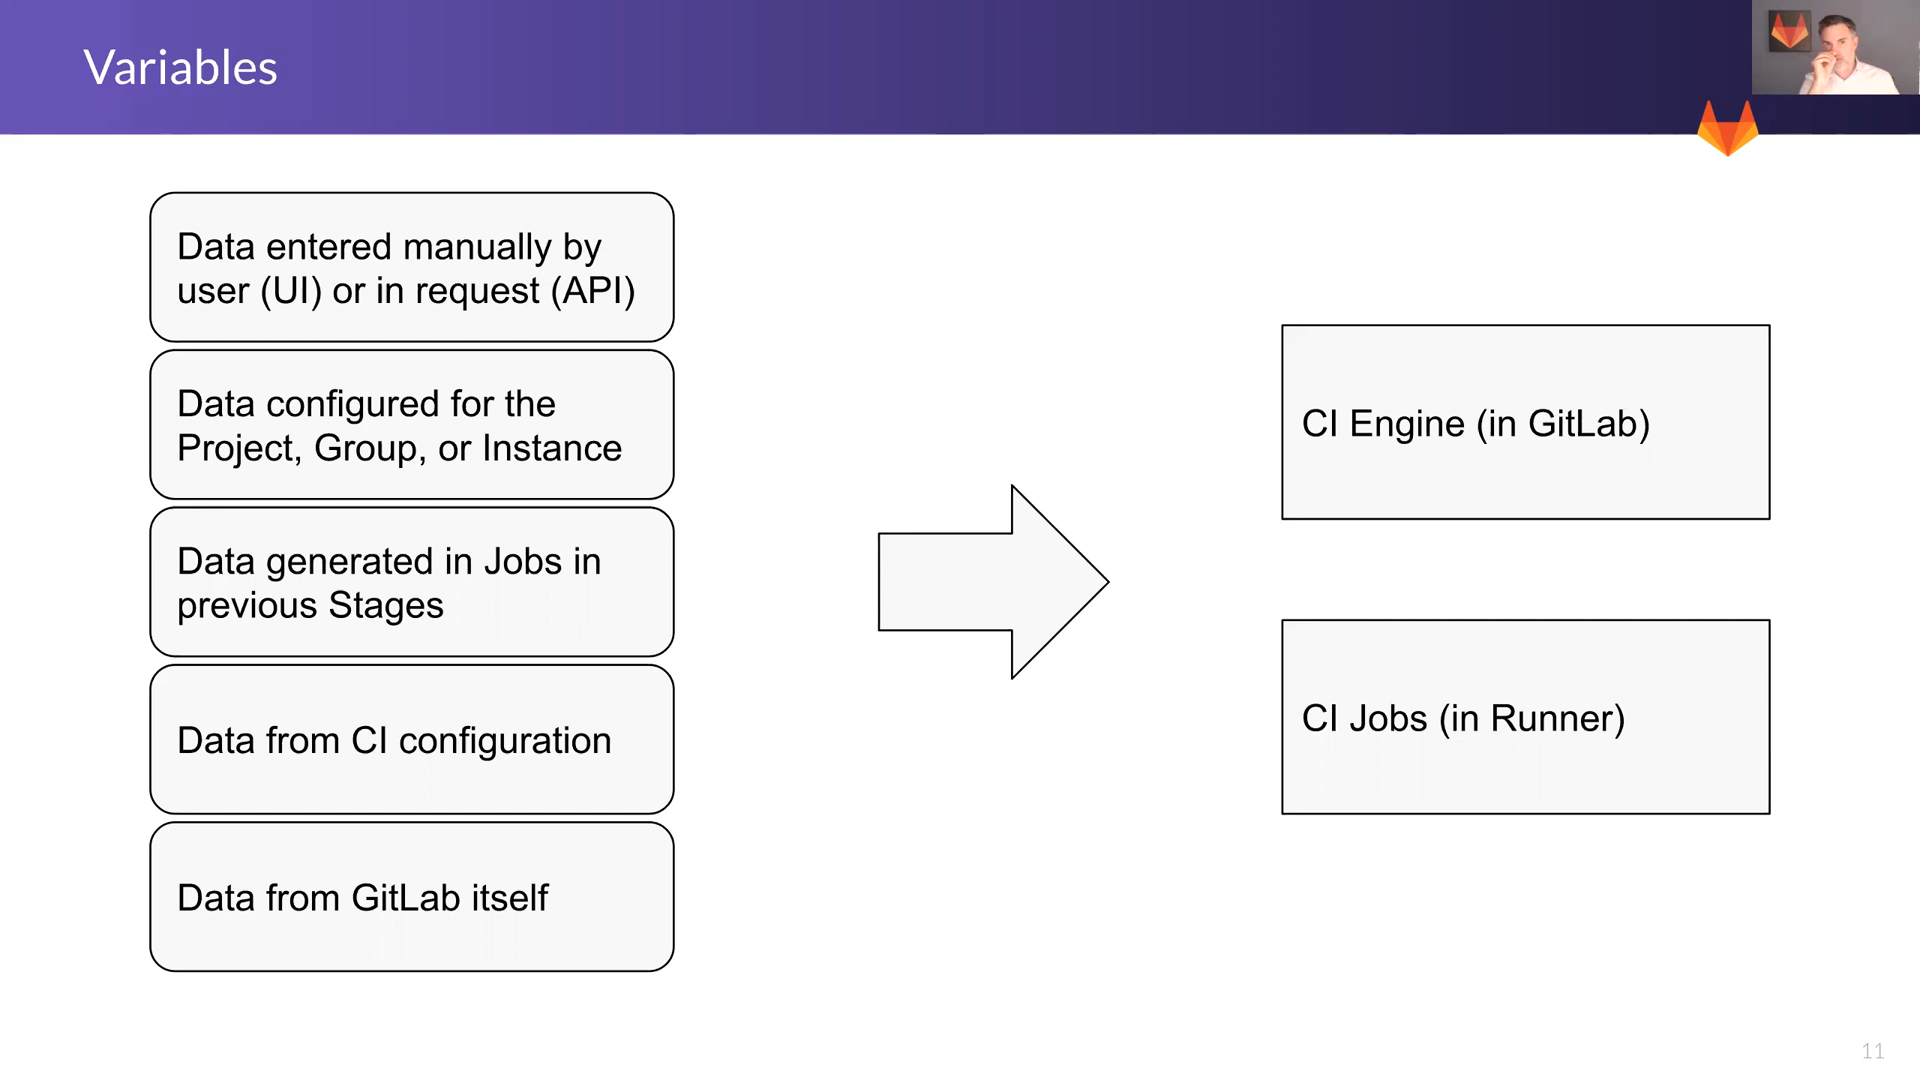 Variables
Data entered manually by
user (UI) or in request (API)
Data configured for the
Project, Group, or Instance
Data generated in Jobs in
previous Stages
Data from CI configuration
Data from GitLab itself
CI Engine (in GitLab)
CI Jobs (in Runner)
11